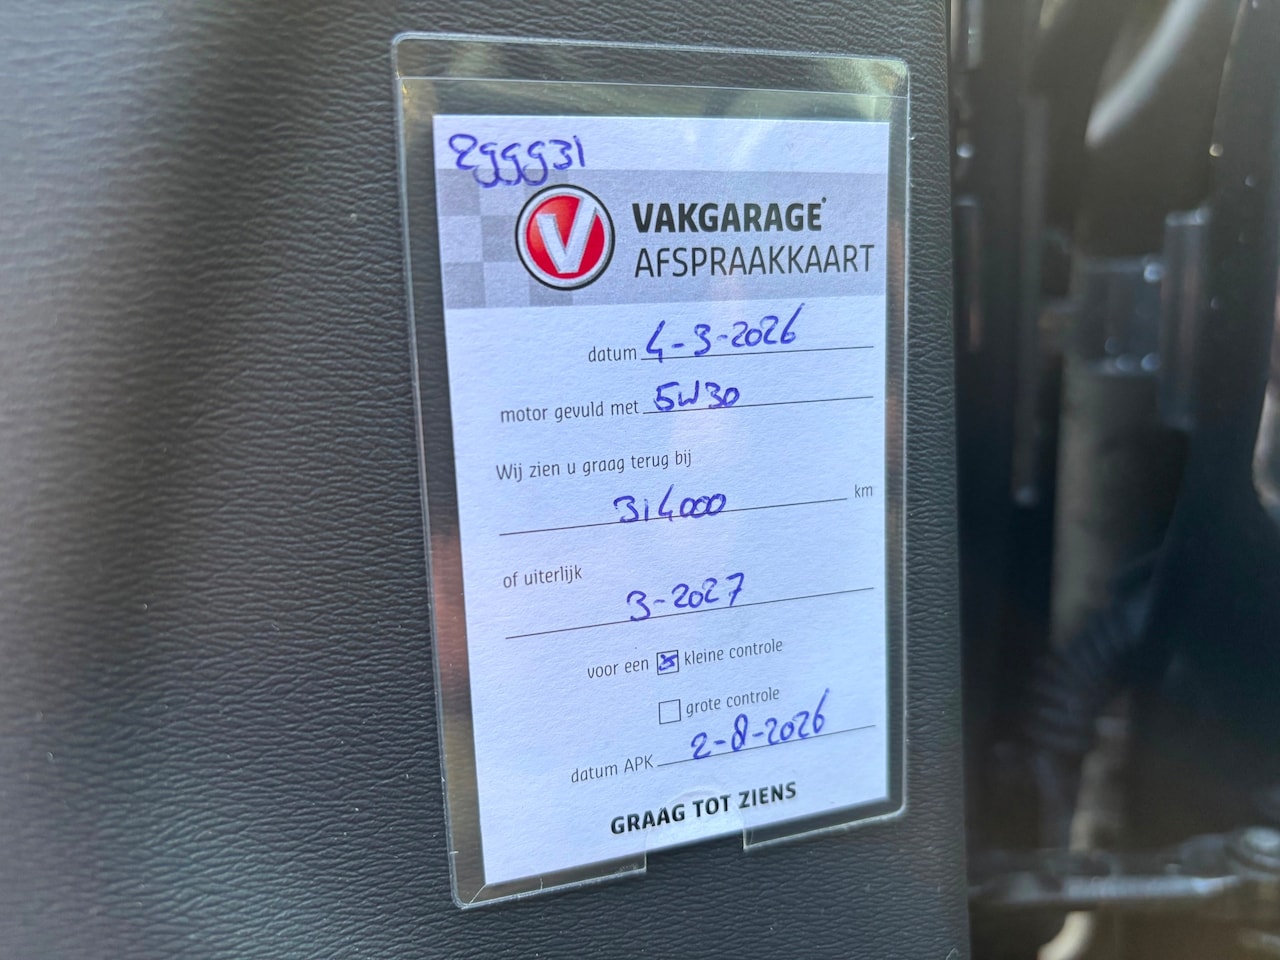 299931
V
VAKGARAGE
AFSPRAAKKAART
datum 4-3-2026
motor gevuld met 5W30
Wij zien u graag terug bij
314000 km
of uiterlijk
3-2027
voor een kleine controle
grote controle
datum APK 2-8-2026
GRAAG TOT ZIENS